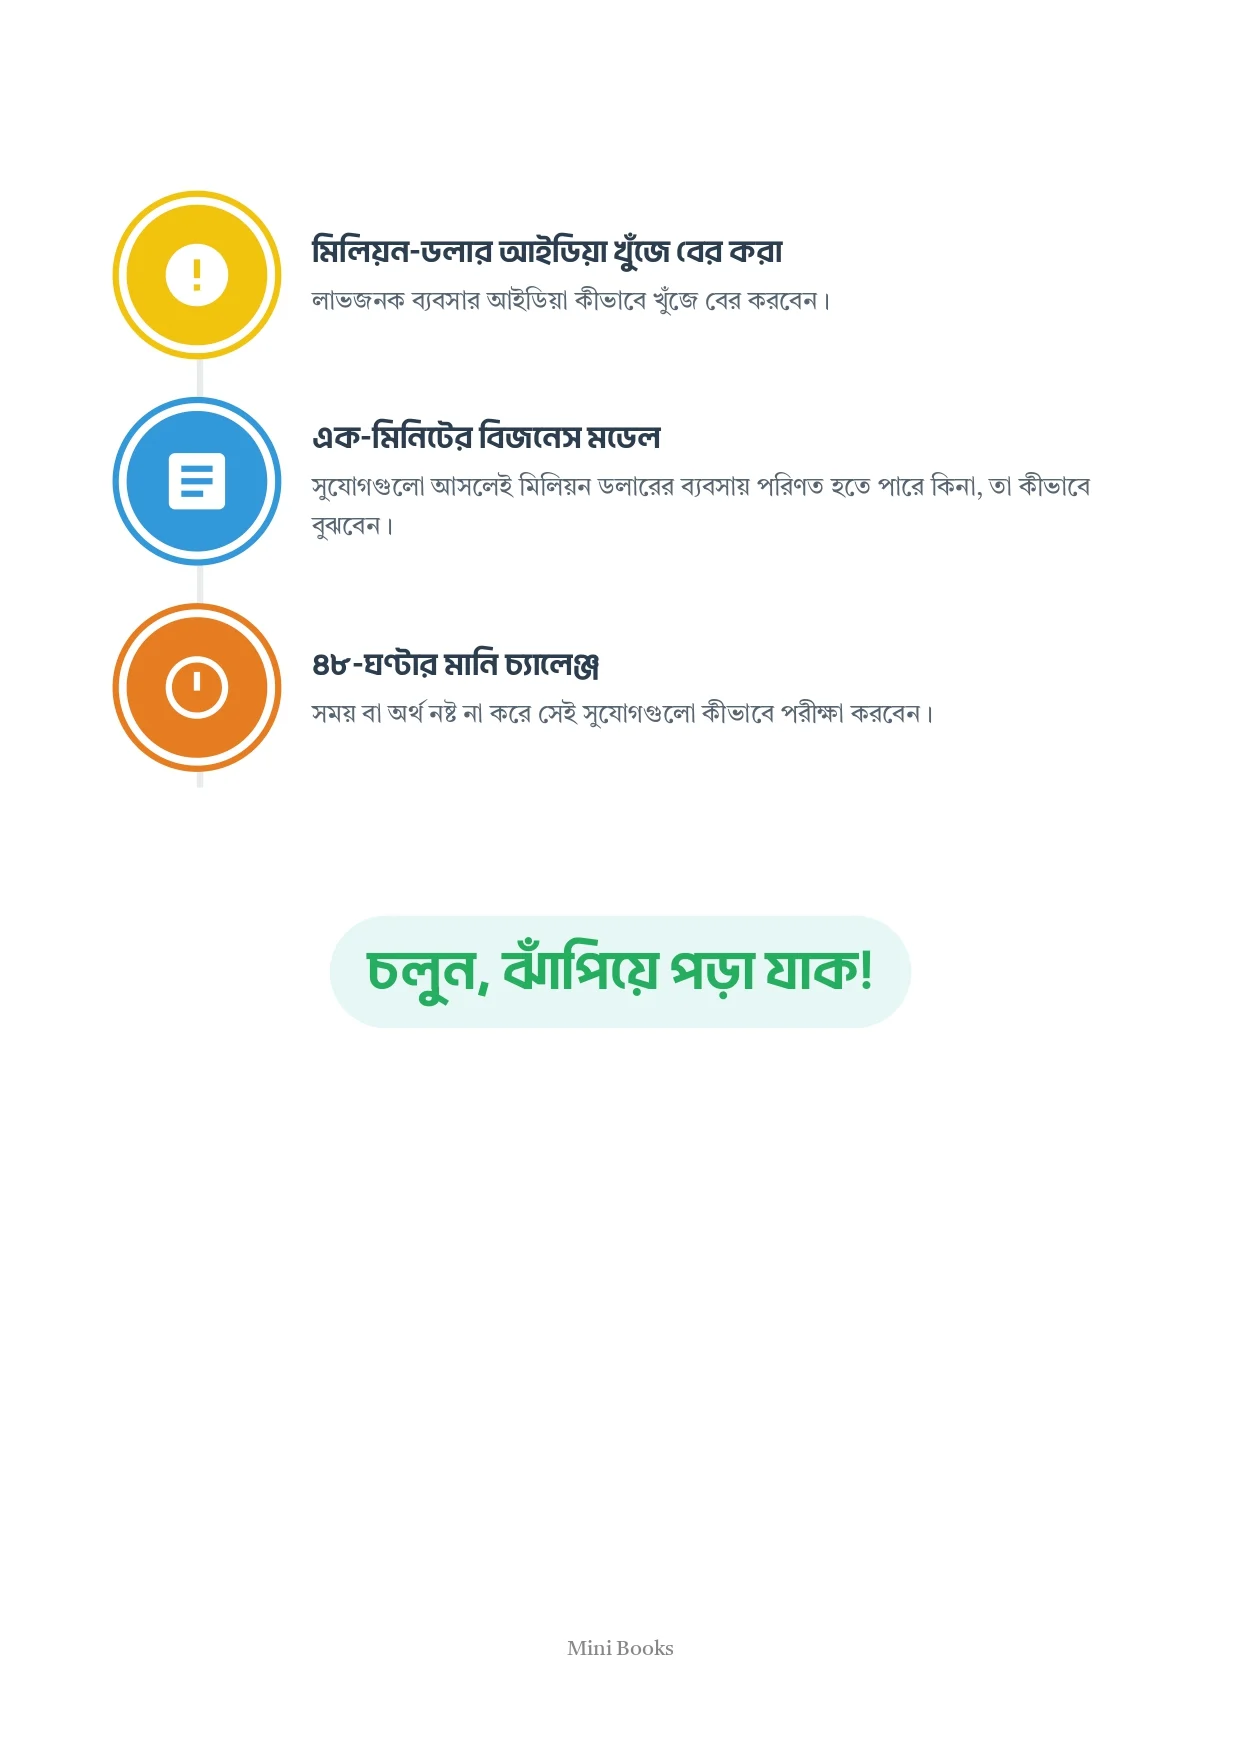 মিলিয়ন-ডলার আইডিয়া খুঁজে বের করা
লাভজনক ব্যবসার আইডিয়া কীভাবে খুঁজে বের করবেন।
এক-মিনিটের বিজনেস মডেল
সুযোগগুলো আসলেই মিলিয়ন ডলারের ব্যবসায় পরিণত হতে পারে কিনা, তা কীভাবে
বুঝবেন।
৪৮-ঘণ্টার মানি চ্যালেঞ্জ
সময় বা অর্থ নষ্ট না করে সেই সুযোগগুলো কীভাবে পরীক্ষা করবেন।
চলুন, ঝাঁপিয়ে পড়া যাক!
Mini Books